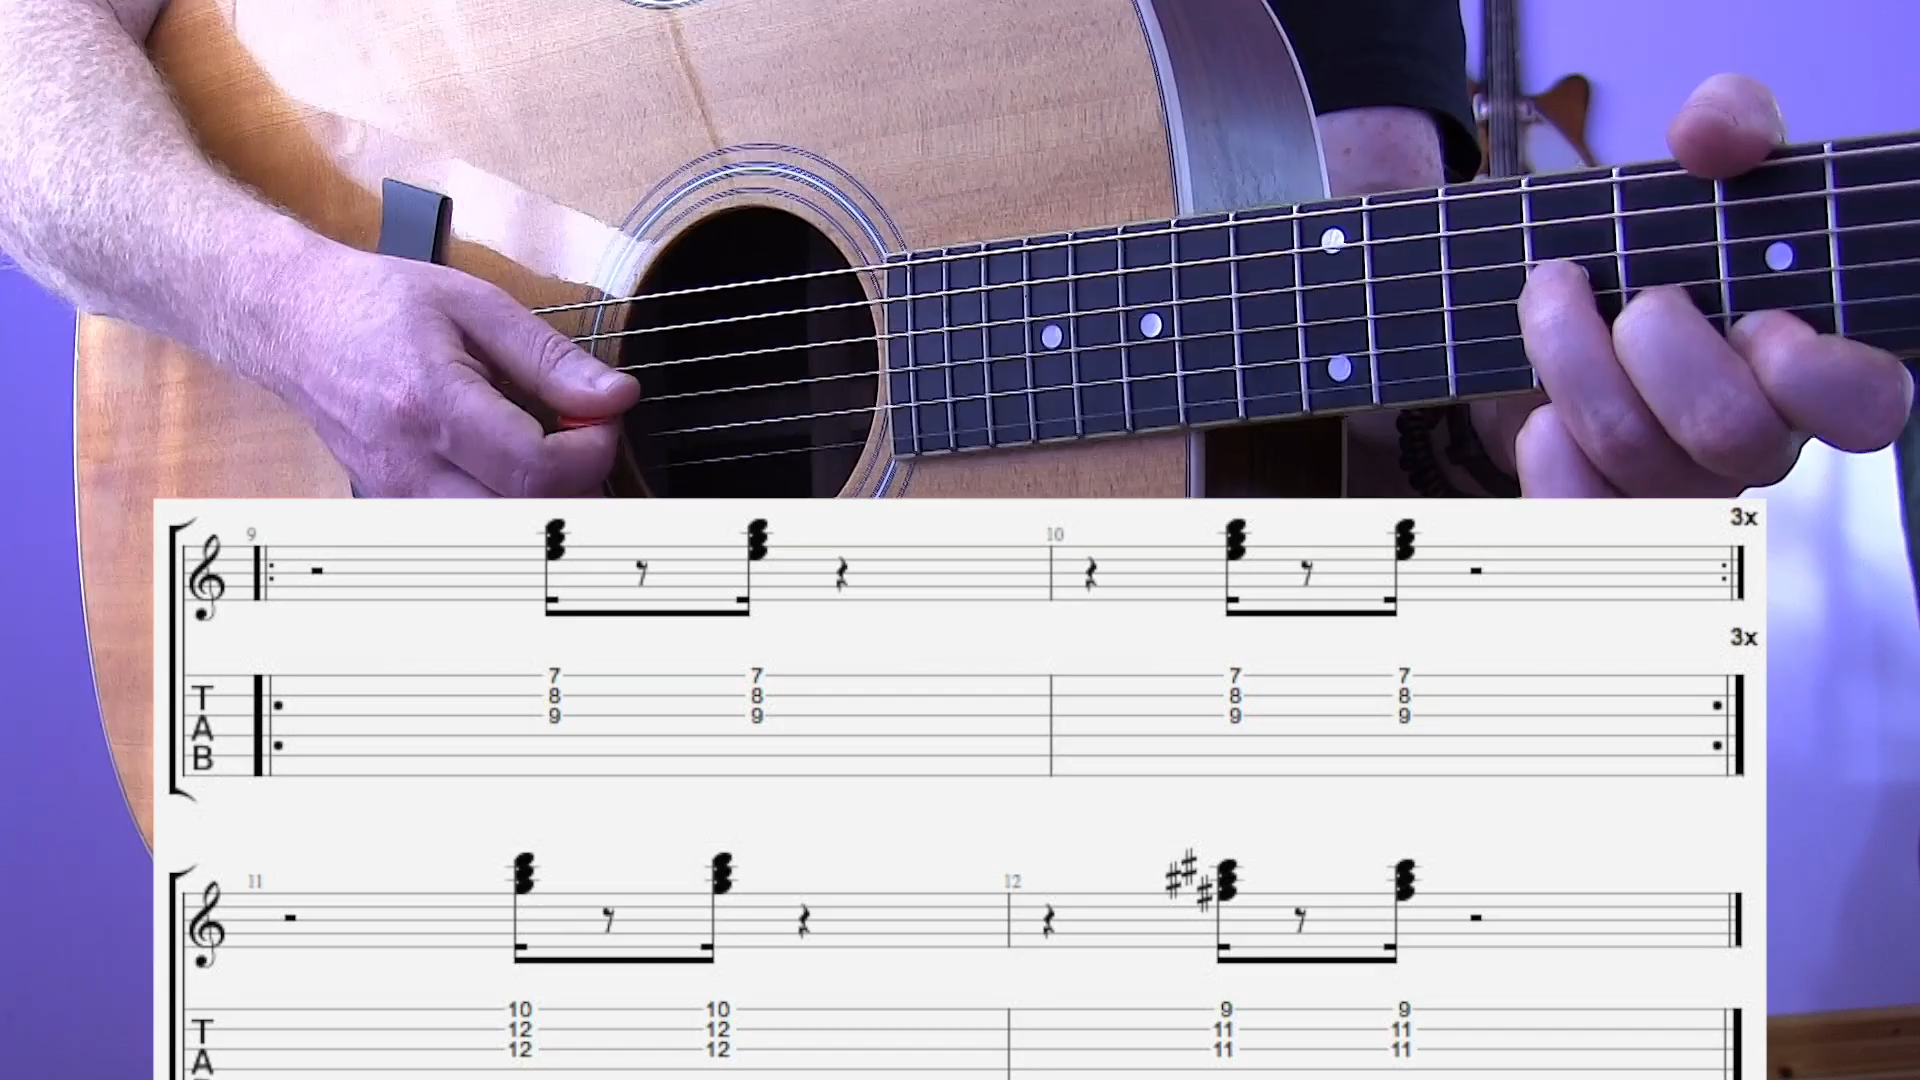 9 10 3x
3x
T A B
7 7 7 7
8 8 8 8
9 9 9 9
11 12
T A
10 10 9 9
12 12 11 11
12 12 11 11